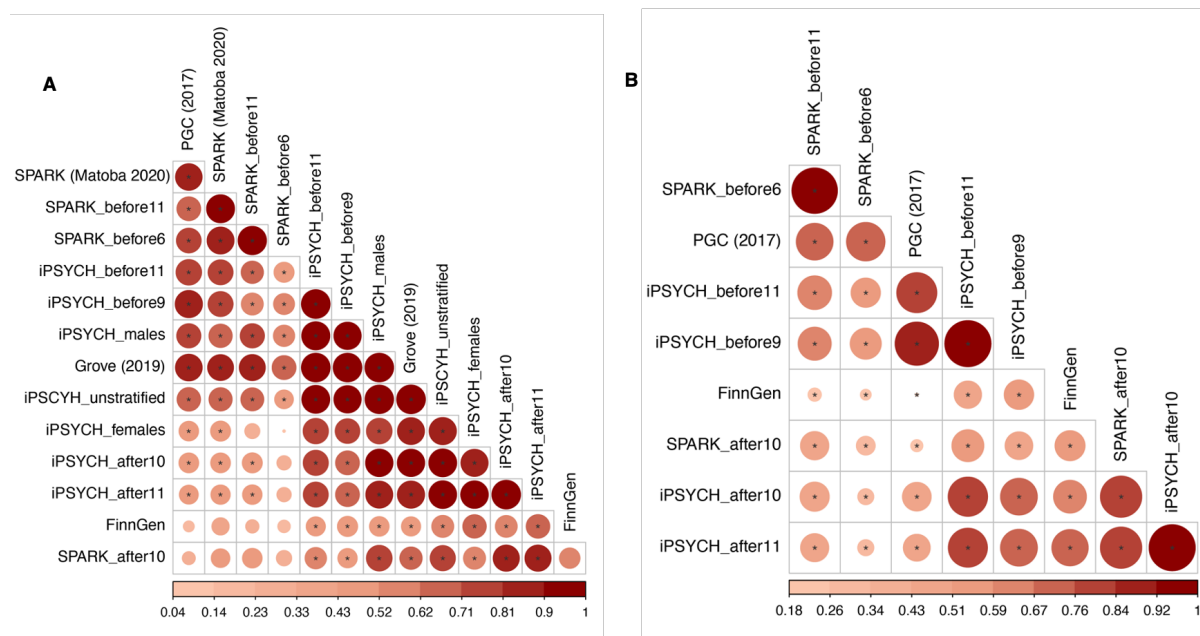 A
PGC (2017)
SPARK (Matoba 2020)
SPARK_before11
SPARK_before6
iPSYCH_before11
iPSYCH_before9
iPSYCH_males
Grove (2019)
iPSCYH_unstratified
iPSYCH_females
iPSYCH_after10
iPSYCH_after11
FinnGen
SPARK (Matoba 2020)
SPARK_before11
SPARK_before6
iPSYCH_before11
iPSYCH_before9
iPSYCH_males
Grove (2019)
iPSCYH_unstratified
iPSYCH_females
iPSYCH_after10
iPSYCH_after11
FinnGen
SPARK_after10
0.04 0.14 0.23 0.33 0.43 0.52 0.62 0.71 0.81 0.9 1
B
SPARK_before11
SPARK_before6
PGC (2017)
iPSYCH_before11
iPSYCH_before9
FinnGen
SPARK_after10
iPSYCH_after10
SPARK_before6
PGC (2017)
iPSYCH_before11
iPSYCH_before9
FinnGen
SPARK_after10
iPSYCH_after10
iPSYCH_after11
0.18 0.26 0.34 0.43 0.51 0.59 0.67 0.76 0.84 0.92 1